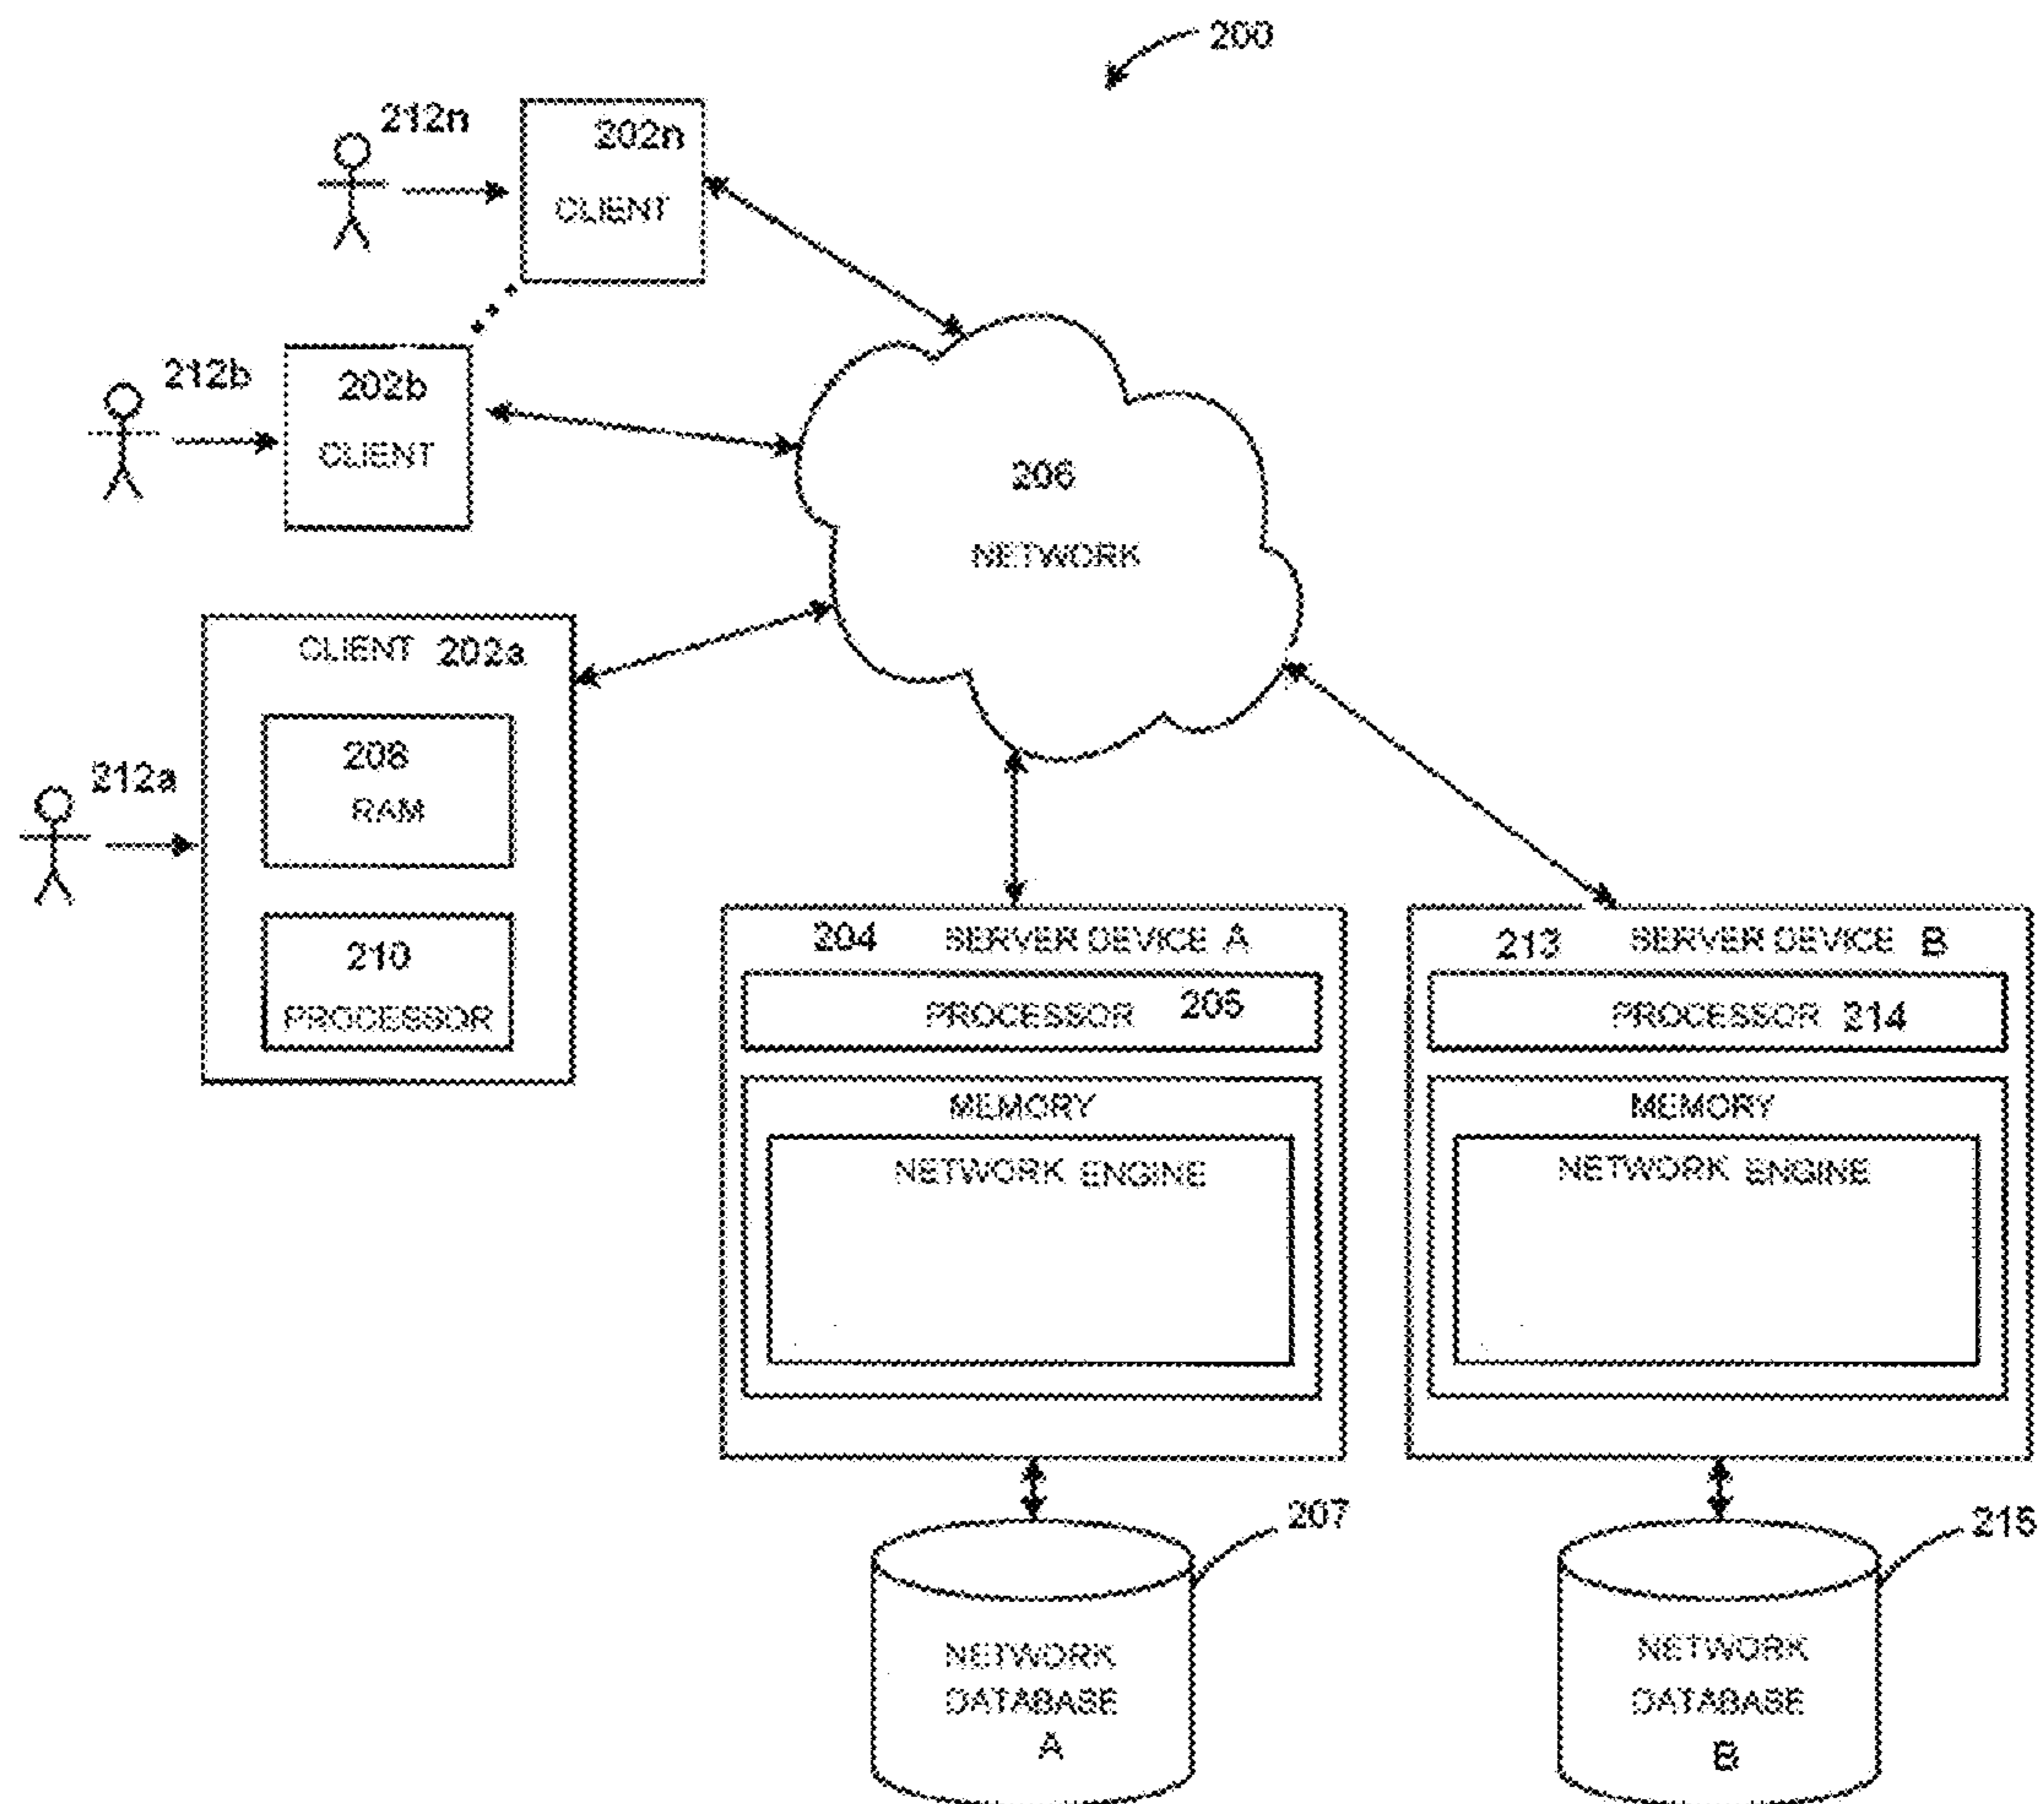 200
212n
202n
CLIENT
212b
202b
CLIENT
206
NETWORK
CLIENT 202a
208
RAM
212a
210
PROCESSOR
204 SERVER DEVICE A
PROCESSOR 205
MEMORY
NETWORK ENGINE
213 SERVER DEVICE B
PROCESSOR 214
MEMORY
NETWORK ENGINE
207
NETWORK
DATABASE
A
215
NETWORK
DATABASE
B